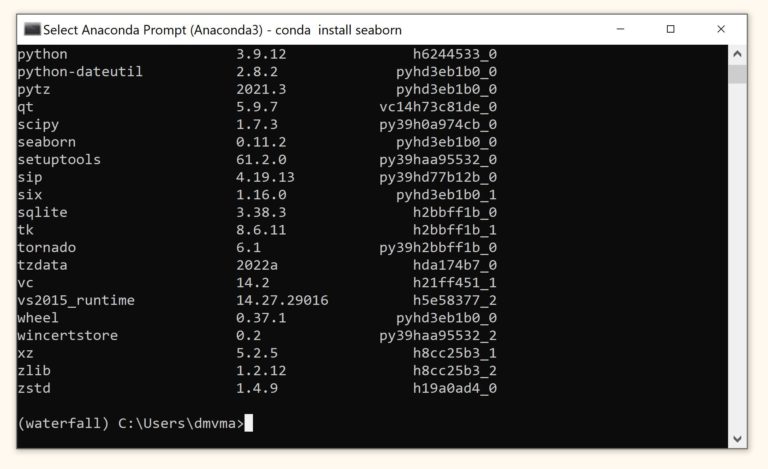 Select Anaconda Prompt (Anaconda3) - conda  install seaborn
python 3.9.12 h6244533_0
python-dateutil 2.8.2 pyhd3eb1b0_0
pytz 2021.3 pyhd3eb1b0_0
qt 5.9.7 vc14h73c81de_0
scipy 1.7.3 py39h0a974cb_0
seaborn 0.11.2 pyhd3eb1b0_0
setuptools 61.2.0 py39haa95532_0
sip 4.19.13 py39hd77b12b_0
six 1.16.0 pyhd3eb1b0_1
sqlite 3.38.3 h2bbff1b_0
tk 8.6.11 h2bbff1b_1
tornado 6.1 py39h2bbff1b_0
tzdata 2022a hda174b7_0
vc 14.2 h21ff451_1
vs2015_runtime 14.27.29016 h5e58377_2
wheel 0.37.1 pyhd3eb1b0_0
wincertstore 0.2 py39haa95532_2
xz 5.2.5 h8cc25b3_1
zlib 1.2.12 h8cc25b3_2
zstd 1.4.9 h19a0ad4_0
(waterfall) C:\Users\dmvma>